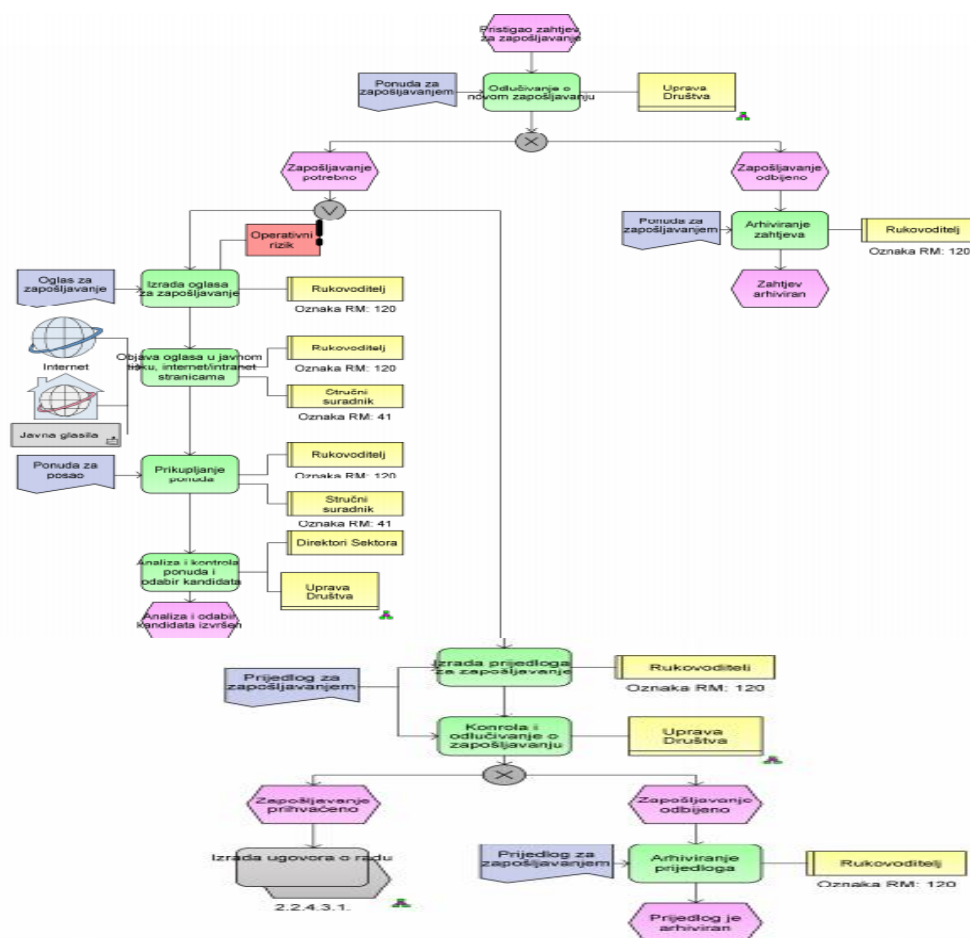 Pristigao zahtjev
za zapošljavanje
Ponuda za
zapošljavanjem
Odlučivanje o
novom zapošljavanju
Uprava
Društva
Zapošljavanje
potrebno
Zapošljavanje
odbijeno
Operativni
rizik
Ponuda za
zapošljavanjem
Arhiviranje
zahtjeva
Rukovoditelj
Oznaka RM: 120
Zahtjev
arhiviran
Oglas za
zapošljavanje
Izrada oglasa
za zapošljavanje
Rukovoditelj
Oznaka RM: 120
Internet
Javna glasila
Objava oglasa u javnom
tisku, internet/intranet
stranicama
Rukovoditelj
Oznaka RM: 120
Stručni
suradnik
Oznaka RM: 41
Ponuda za
posao
Prikupljanje
ponuda
Rukovoditelj
Oznaka RM: 120
Stručni
suradnik
Oznaka RM: 41
Analiza i kontrola
ponuda i
odabir kandidata
Direktori Sektora
Uprava
Društva
Analiza i odabir
kandidata izvršen
Prijedlog za
zapošljavanjem
Izrada prijedloga
za zapošljavanje
Rukovoditelj
Oznaka RM: 120
Konrola i
odlučivanje o
zapošljavanju
Uprava
Društva
Zapošljavanje
prihvaćeno
Zapošljavanje
odbijeno
Izrada ugovora o radu
2.2.4.3.1.
Prijedlog za
zapošljavanjem
Arhiviranje
prijedloga
Rukovoditelj
Oznaka RM: 120
Prijedlog je
arhiviran